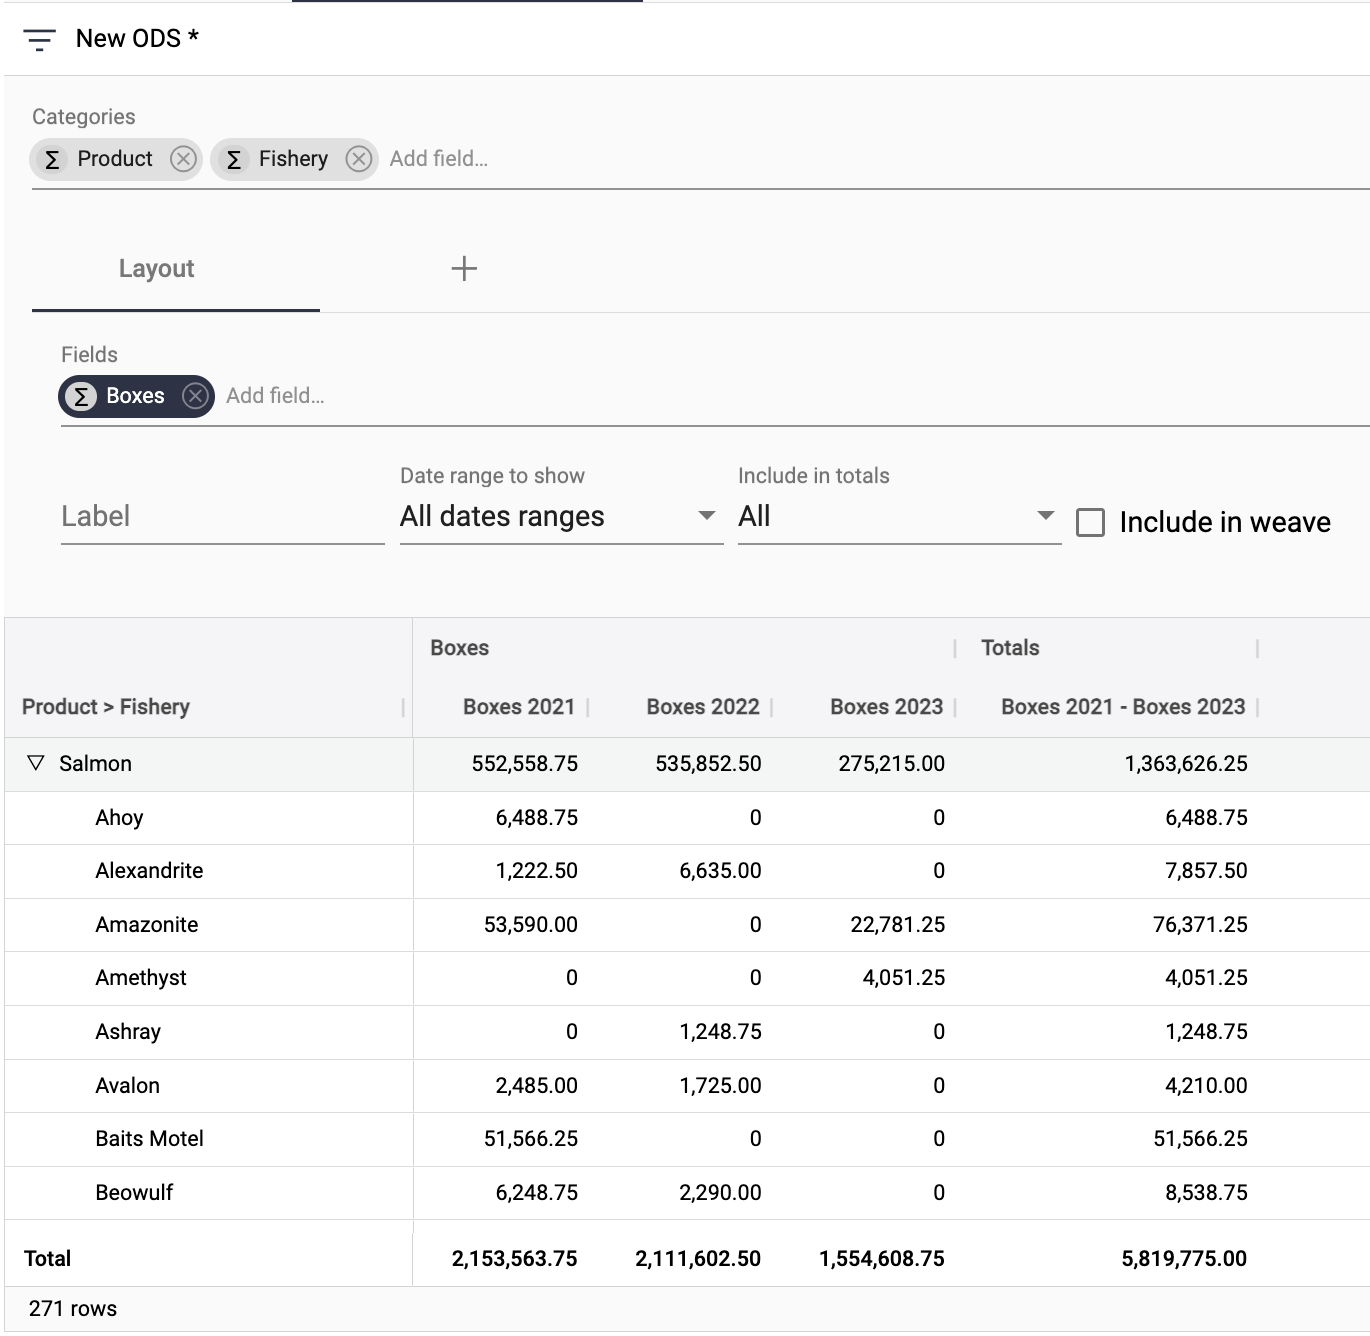 New ODS *
Categories
Σ Product Σ Fishery Add field...
Layout +
Fields
Σ Boxes Add field...
Date range to show Include in totals
Label All dates ranges All Include in weave
Boxes Totals
Product > Fishery Boxes 2021 Boxes 2022 Boxes 2023 Boxes 2021 - Boxes 2023
Salmon 552,558.75 535,852.50 275,215.00 1,363,626.25
Ahoy 6,488.75 0 0 6,488.75
Alexandrite 1,222.50 6,635.00 0 7,857.50
Amazonite 53,590.00 0 22,781.25 76,371.25
Amethyst 0 0 4,051.25 4,051.25
Ashray 0 1,248.75 0 1,248.75
Avalon 2,485.00 1,725.00 0 4,210.00
Baits Motel 51,566.25 0 0 51,566.25
Beowulf 6,248.75 2,290.00 0 8,538.75
Total 2,153,563.75 2,111,602.50 1,554,608.75 5,819,775.00
271 rows